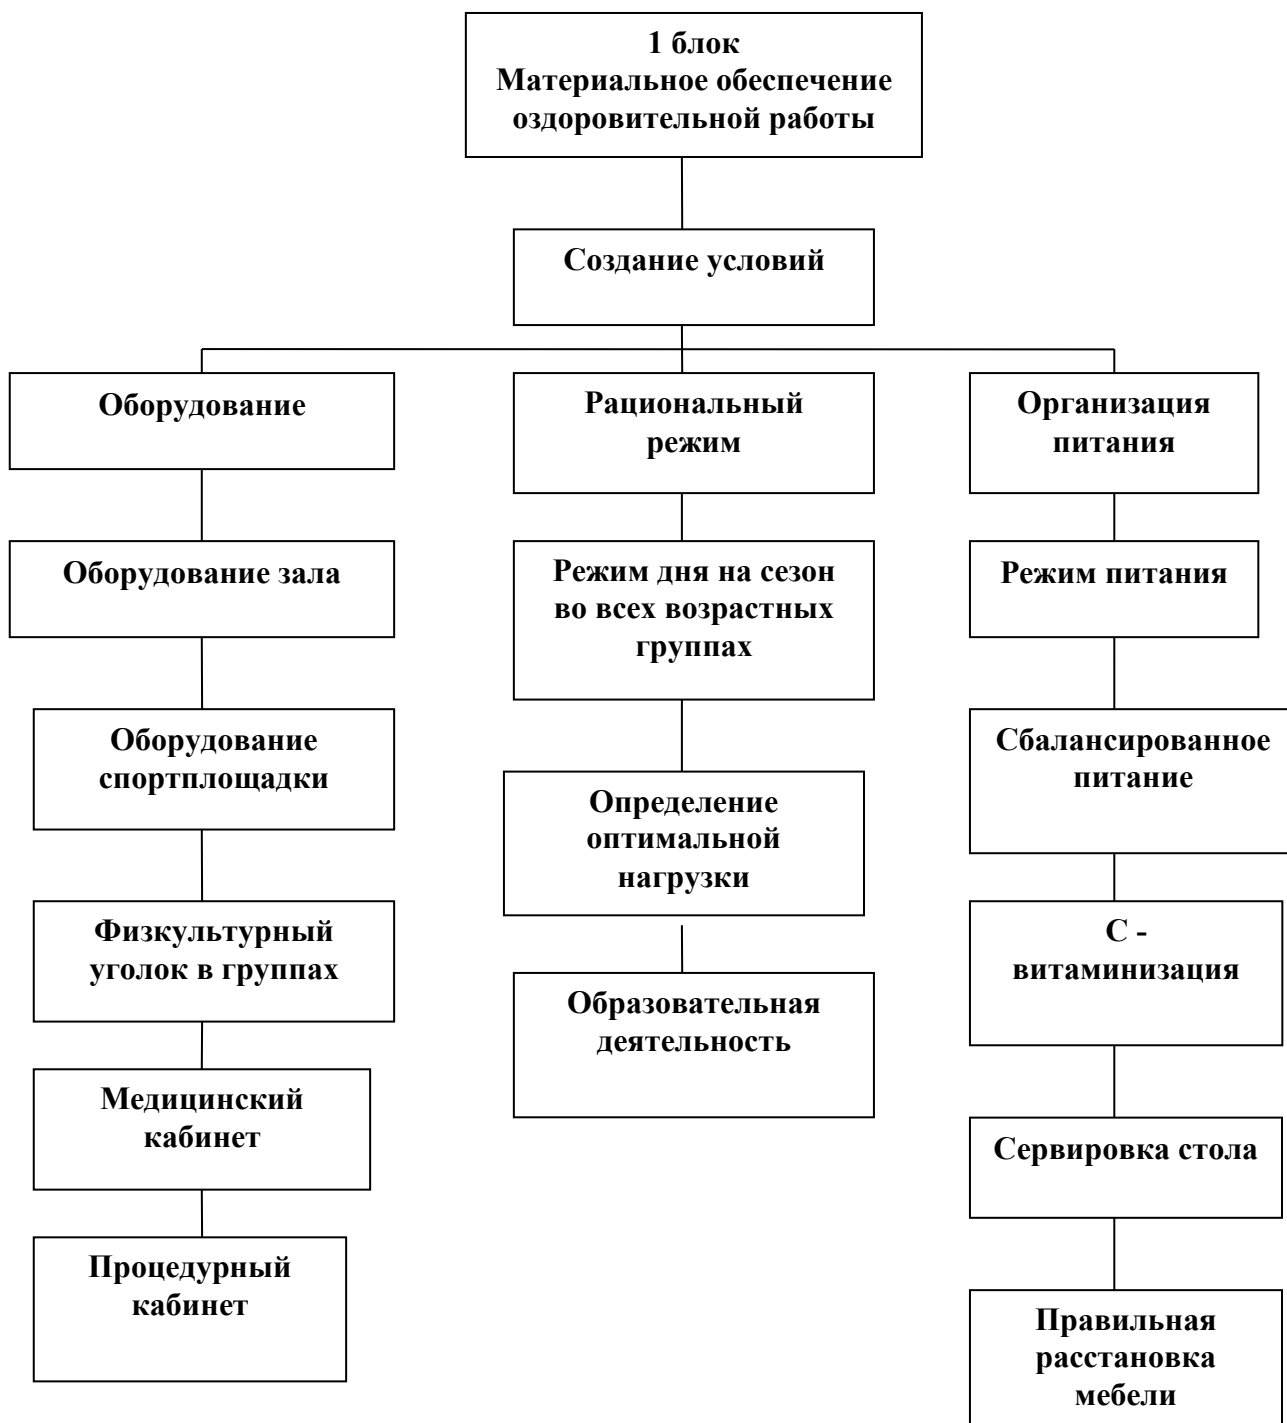 1 блок
Материальное обеспечение
оздоровительной работы
Создание условий
Оборудование
Рациональный
режим
Организация
питания
Оборудование зала
Режим дня на сезон
во всех возрастных
группах
Режим питания
Оборудование
спортплощадки
Сбалансированное
питание
Определение
оптимальной
нагрузки
Физкультурный
уголок в группах
С -
витаминизация
Образовательная
деятельность
Медицинский
кабинет
Сервировка стола
Процедурный
кабинет
Правильная
расстановка
мебели